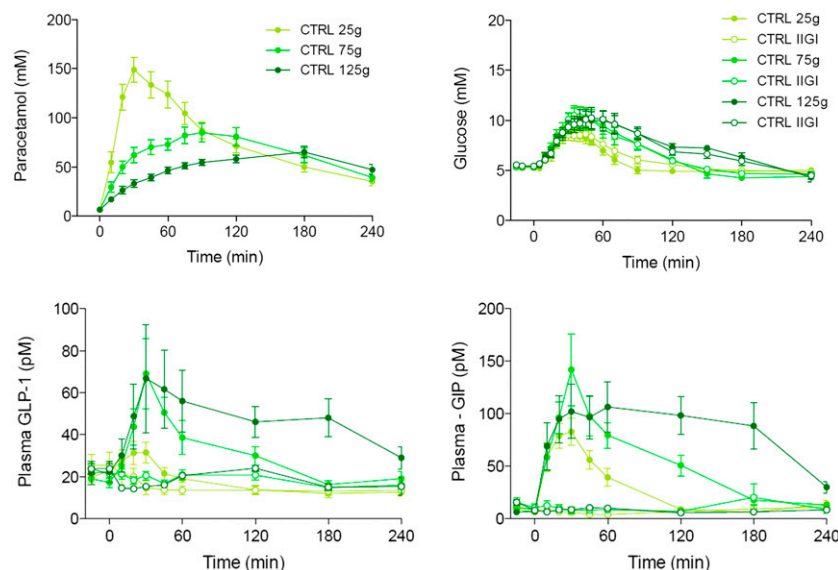 CTRL 25g
CTRL 75g
CTRL 125g
200
150
100
50
0
Paracetamol (mM)
0 60 120 180 240
Time (min)
CTRL 25g
CTRL IIGI
CTRL 75g
CTRL IIGI
CTRL 125g
CTRL IIGI
20
15
10
5
0
Glucose (mM)
0 60 120 180 240
Time (min)
100
80
60
40
20
0
Plasma GLP-1 (pM)
0 60 120 180 240
Time (min)
200
150
100
50
0
Plasma - GIP (pM)
0 60 120 180 240
Time (min)